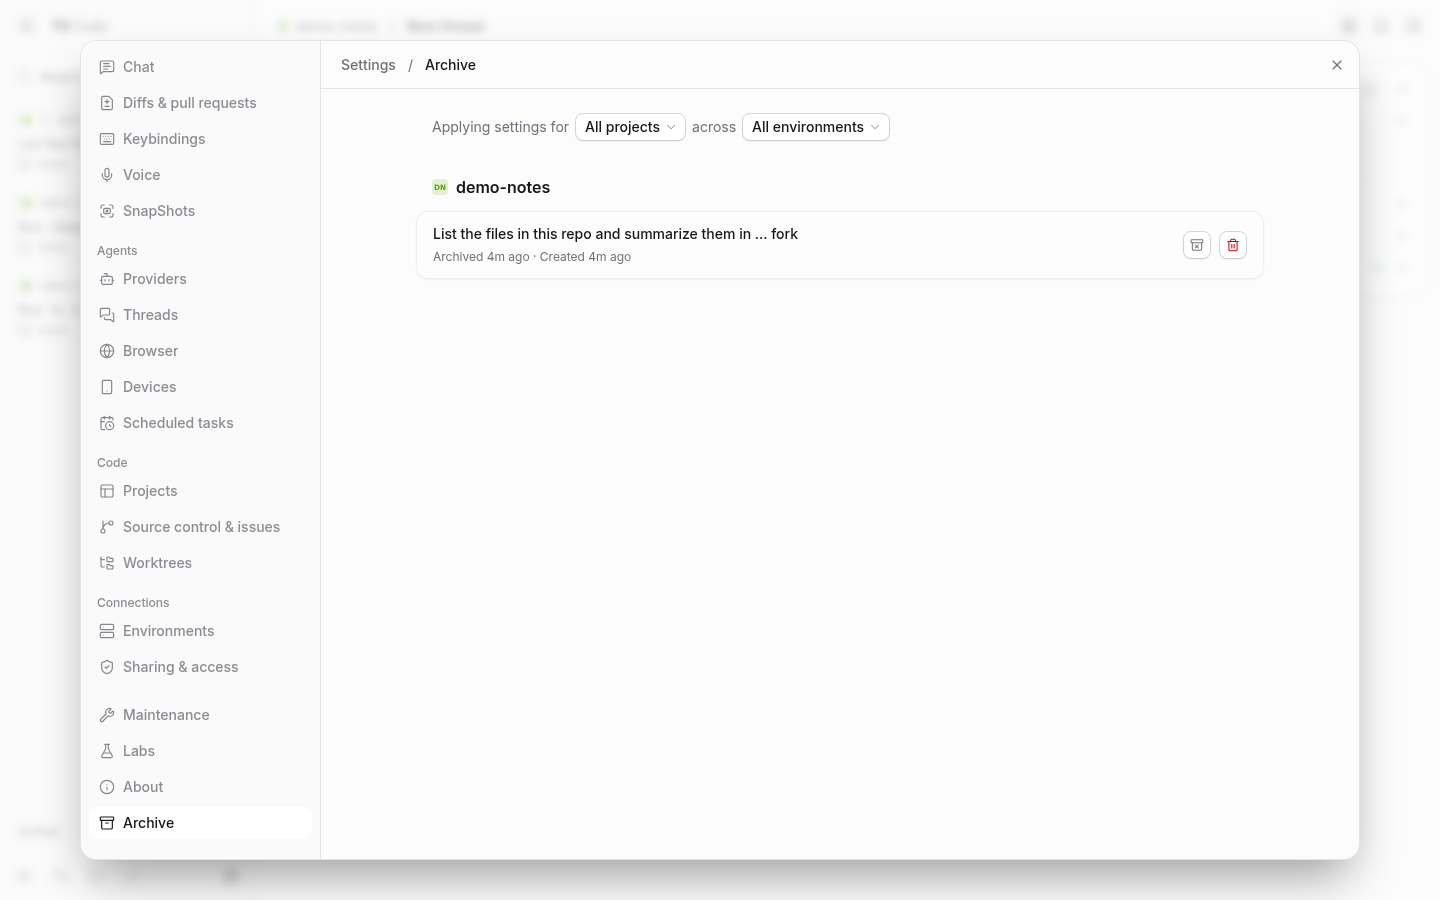 Chat
Diffs & pull requests
Keybindings
Voice
SnapShots
Agents
Providers
Threads
Browser
Devices
Scheduled tasks
Code
Projects
Source control & issues
Worktrees
Connections
Environments
Sharing & access
Maintenance
Labs
About
Archive
Settings / Archive
Applying settings for All projects across All environments
DN demo-notes
List the files in this repo and summarize them in ... fork
Archived 4m ago · Created 4m ago